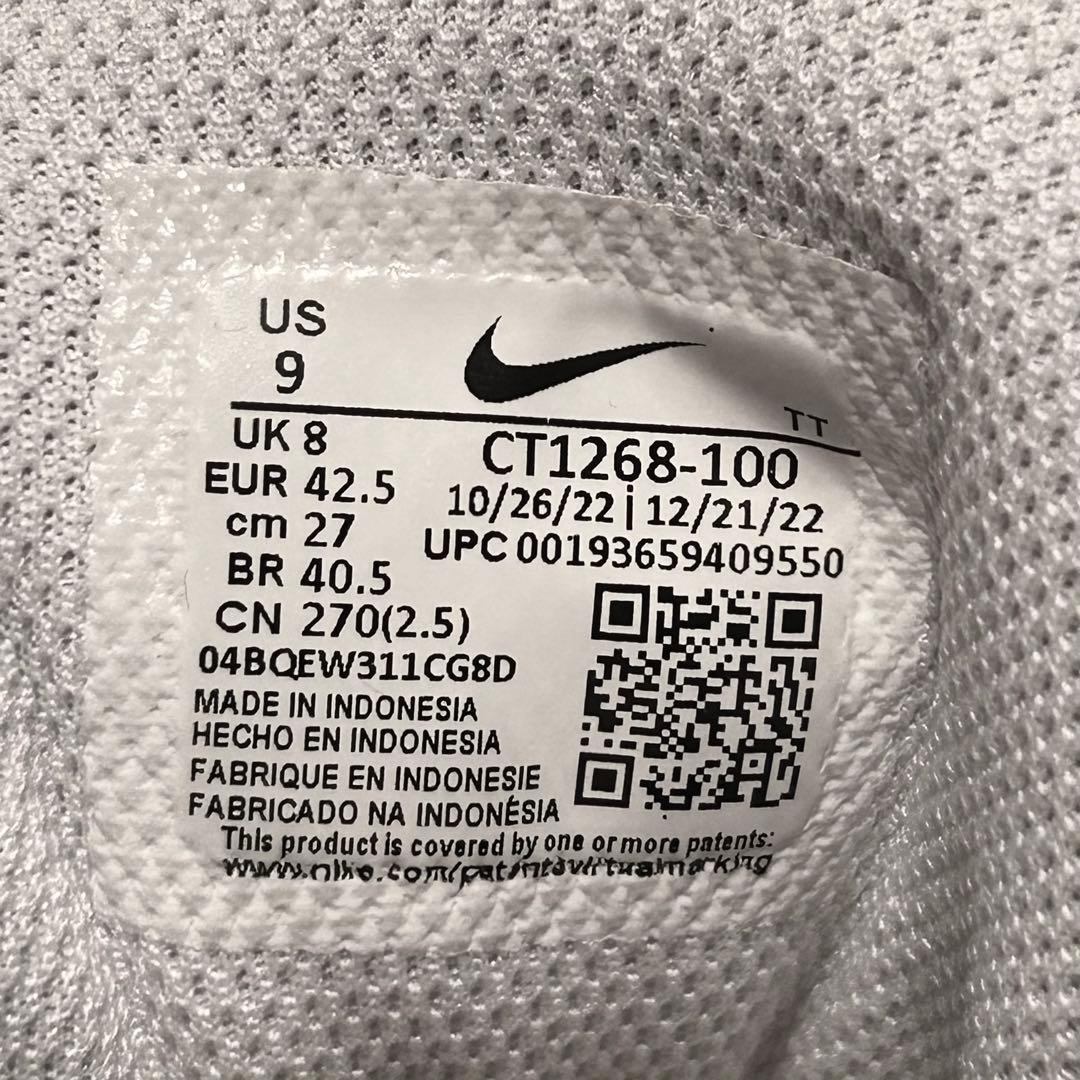 US
9
TT
UK 8
EUR 42.5
cm 27
BR 40.5
CN 270(2.5)
CT1268-100
10/26/22 | 12/21/22
UPC 00193659409550
04BQEW311CG8D
MADE IN INDONESIA
HECHO EN INDONESIA
FABRIQUE EN INDONESIE
FABRICADO NA INDONÉSIA
This product is covered by one or more patents: